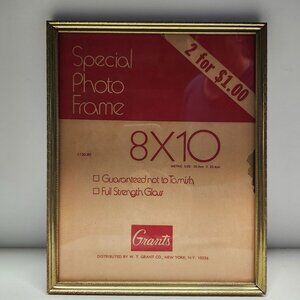 Special
Photo
Frame
2 for $1.00
8X10
Guaranteed not to Tarnish
Full Strength Glass
Grants
DISTRIBUTED BY W. T. GRANT CO., NEW YORK, N.Y. 10036